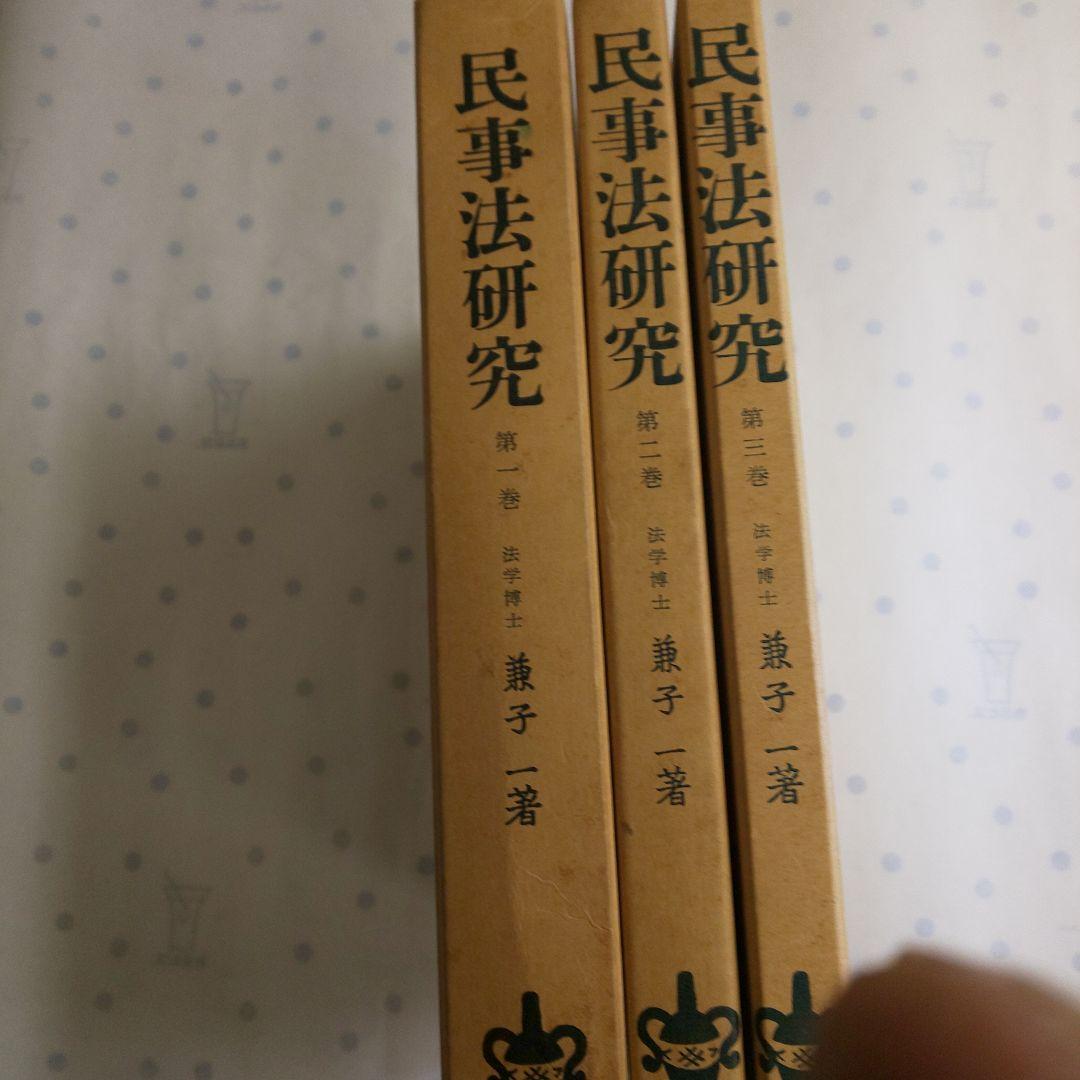 民事法研究
第一巻
法学博士
兼子一著
民事法研究
第二巻
法学博士
兼子一著
民事法研究
第三巻
法学博士
兼子一著